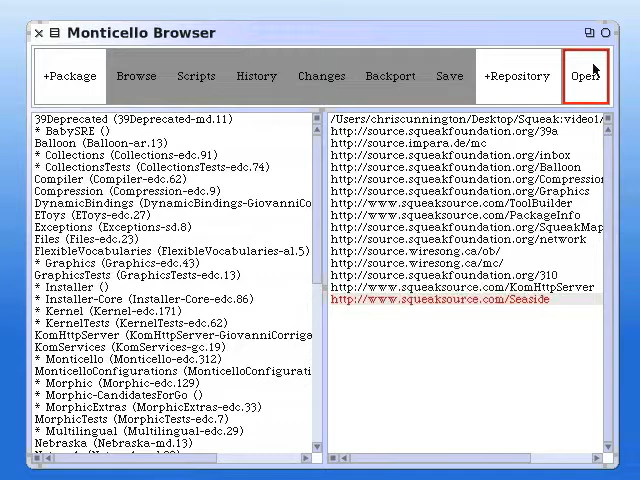 Monticello Browser
+Package Browse Scripts History Changes Backport Save +Repository Open
39Deprecated (39Deprecated-md.11)
* BabySRE ()
Balloon (Balloon-ar.13)
* Collections (Collections-edc.91)
* CollectionsTests (CollectionsTests-edc.74)
Compiler (Compiler-edc.62)
Compression (Compression-edc.9)
DynamicBindings (DynamicBindings-GiovanniCo
EToys (EToys-edc.27)
Exceptions (Exceptions-sd.8)
Files (Files-edc.23)
FlexibleVocabularies (FlexibleVocabularies-al.5)
* Graphics (Graphics-edc.43)
GraphicsTests (GraphicsTests-edc.13)
* Installer ()
* Installer-Core (Installer-Core-edc.86)
* Kernel (Kernel-edc.171)
* KernelTests (KernelTests-edc.62)
KomHttpServer (KomHttpServer-GiovanniCorriga
KomServices (KomServices-gc.19)
* Monticello (Monticello-edc.312)
MonticelloConfigurations (MonticelloConfigurati
* Morphic (Morphic-edc.129)
* Morphic-CandidatesForGo ()
* MorphicExtras (MorphicExtras-edc.33)
MorphicTests (MorphicTests-edc.7)
* Multilingual (Multilingual-edc.29)
Nebraska (Nebraska-md.13)
/Users/chriscunnington/Desktop/Squeak:video1/
http://source.squeakfoundation.org/39a
http://source.impara.de/mc
http://source.squeakfoundation.org/inbox
http://source.squeakfoundation.org/Balloon
http://source.squeakfoundation.org/Compression
http://source.squeakfoundation.org/Graphics
http://www.squeaksource.com/ToolBuilder
http://www.squeaksource.com/PackageInfo
http://source.squeakfoundation.org/SqueakMap
http://source.squeakfoundation.org/network
http://source.wiresong.ca/ob/
http://source.wiresong.ca/mc/
http://source.squeakfoundation.org/310
http://www.squeaksource.com/KomHttpServer
http://www.squeaksource.com/Seaside